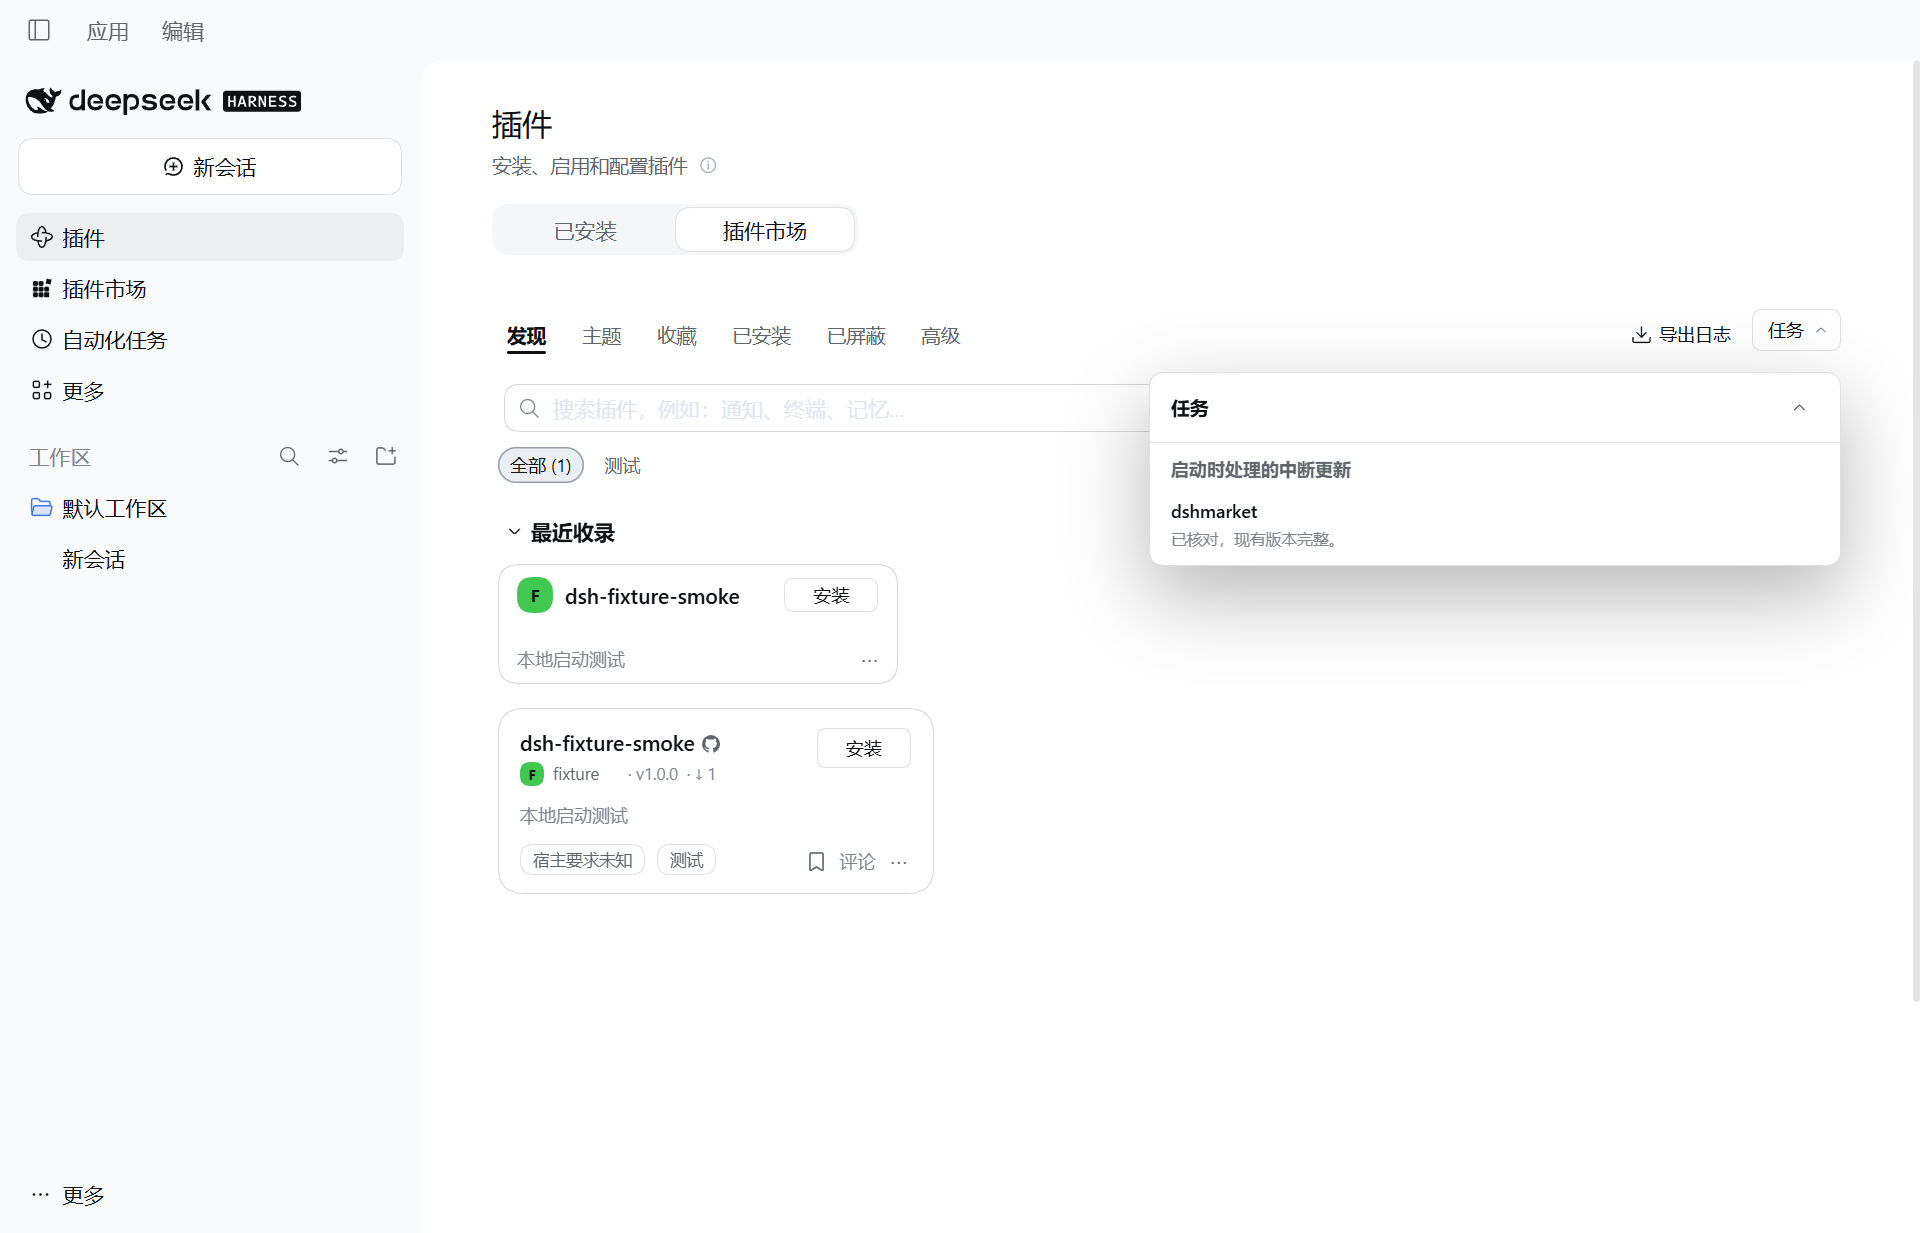 应用 编辑
deepseek HARNESS
新会话
插件
插件市场
自动化任务
更多
工作区
默认工作区
新会话
更多
插件
安装、启用和配置插件
已安装 插件市场
发现 主题 收藏 已安装 已屏蔽 高级
导出日志 任务
搜索插件，例如：通知、终端、记忆...
全部 (1) 测试
任务
启动时处理的中断更新
dshmarket
已核对，现有版本完整。
最近收录
F dsh-fixture-smoke 安装
本地启动测试 ...
dsh-fixture-smoke 安装
F fixture · v1.0.0 · ↓ 1
本地启动测试
宿主要求未知 测试 评论 ...